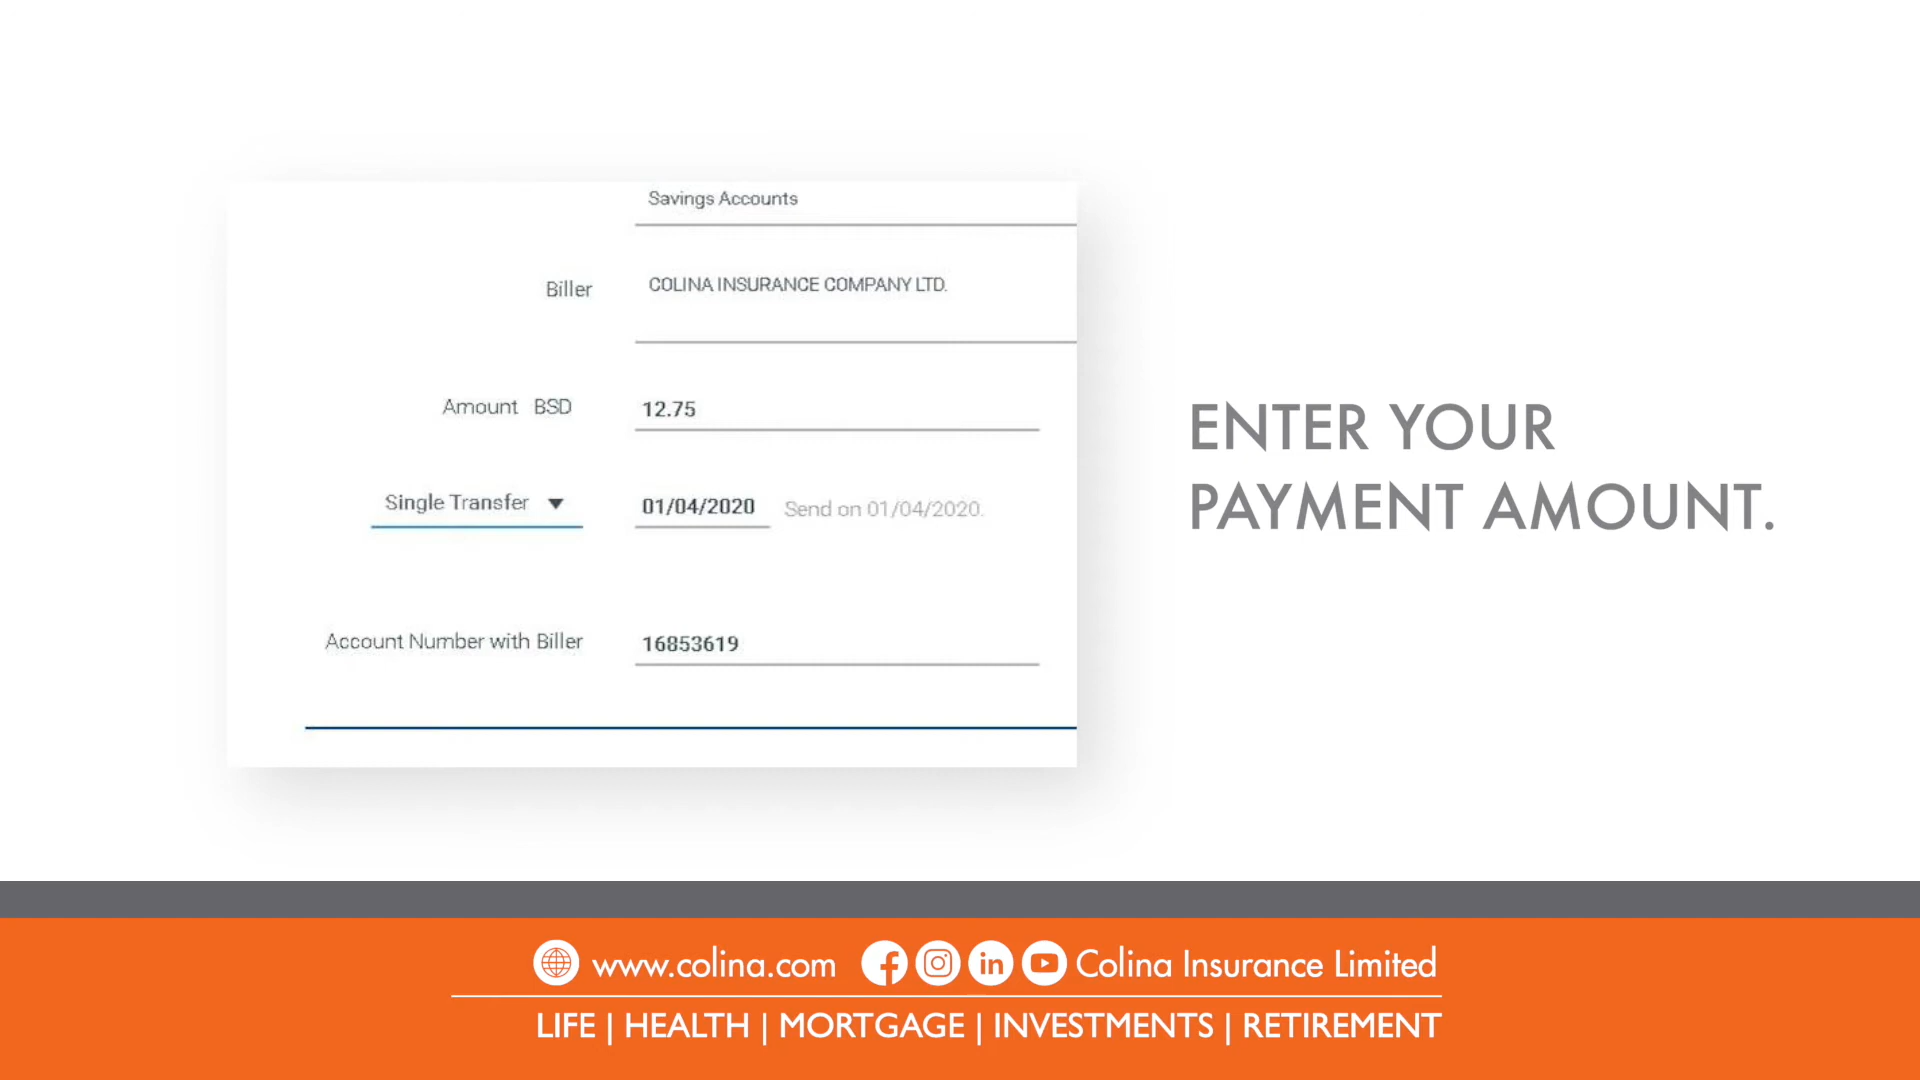 Savings Accounts
Biller COLINA INSURANCE COMPANY LTD.
Amount BSD 12.75
Single Transfer 01/04/2020 Send on 01/04/2020.
Account Number with Biller 16853619
ENTER YOUR
PAYMENT AMOUNT.
www.colina.com Colina Insurance Limited
LIFE | HEALTH | MORTGAGE | INVESTMENTS | RETIREMENT